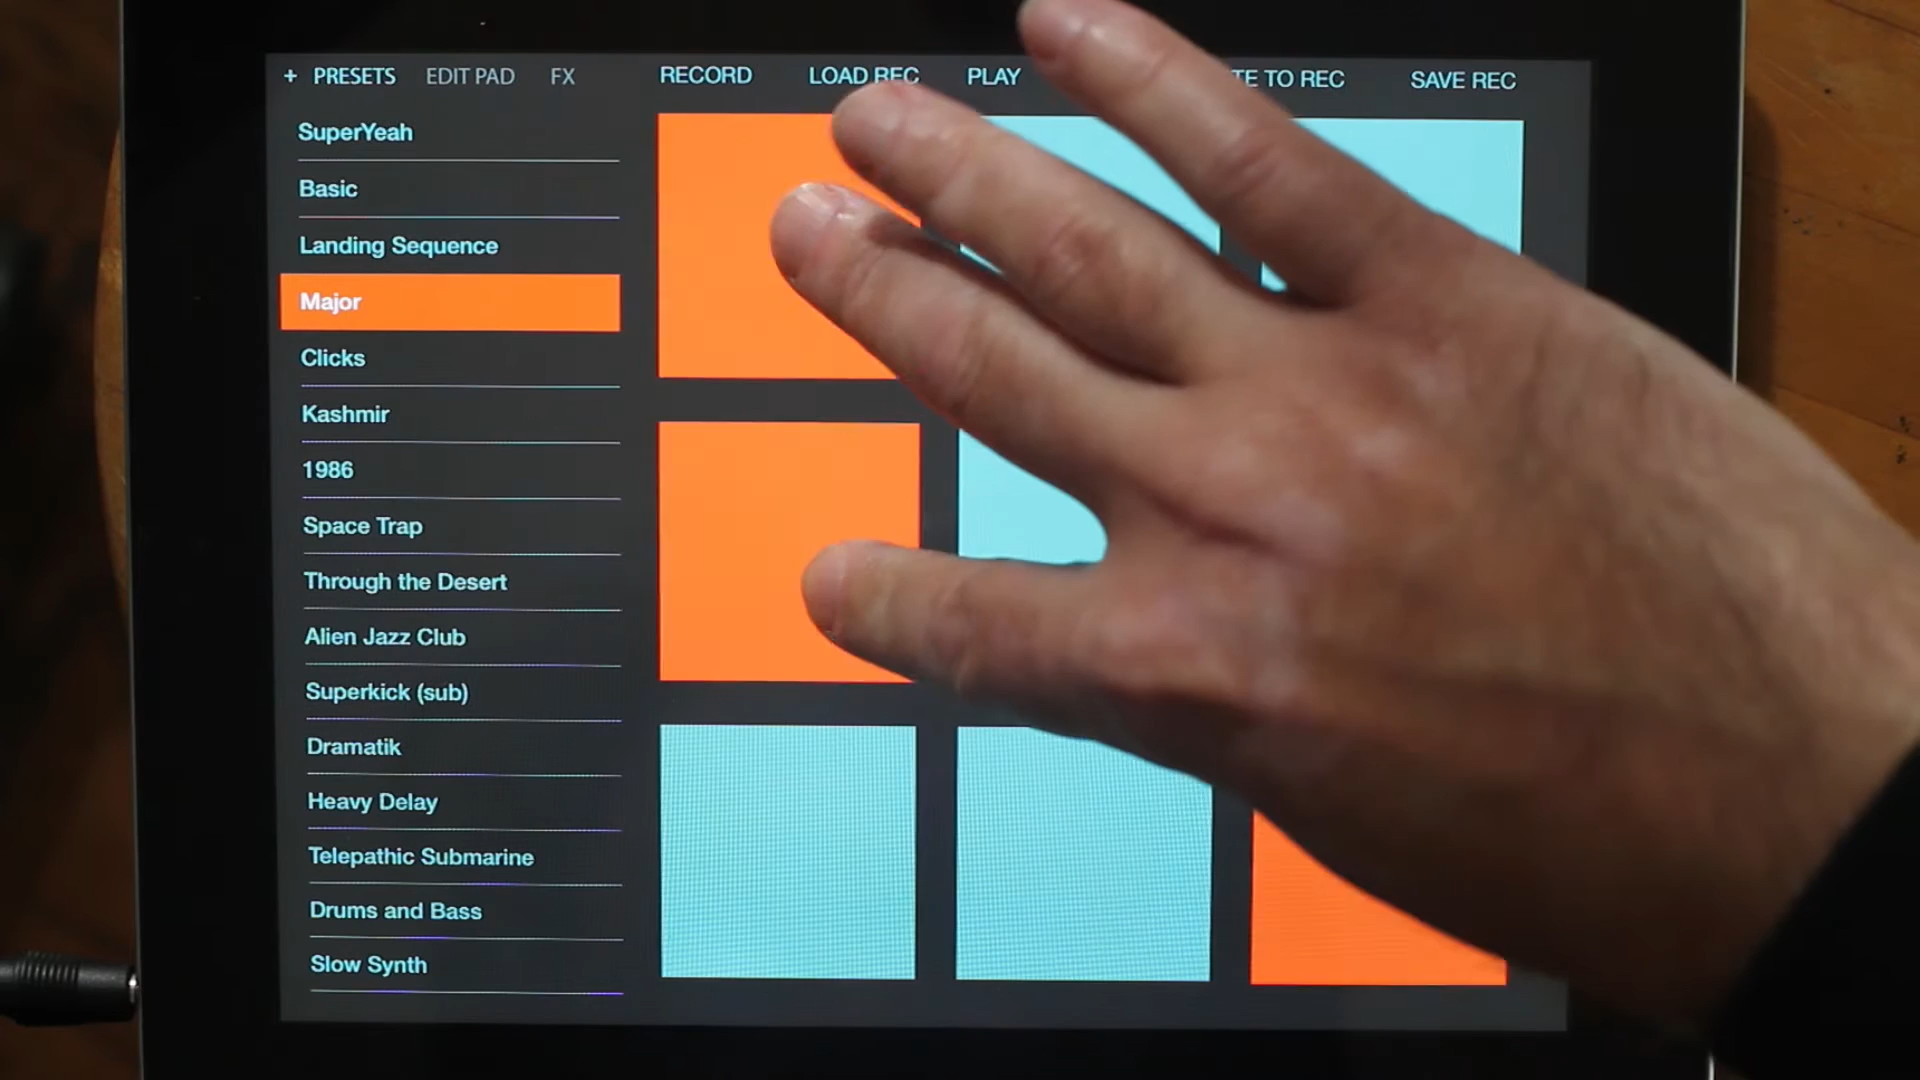 + PRESETS EDIT PAD FX RECORD LOAD REC PLAY TO REC SAVE REC
SuperYeah
Basic
Landing Sequence
Major
Clicks
Kashmir
1986
Space Trap
Through the Desert
Alien Jazz Club
Superkick (sub)
Dramatik
Heavy Delay
Telepathic Submarine
Drums and Bass
Slow Synth